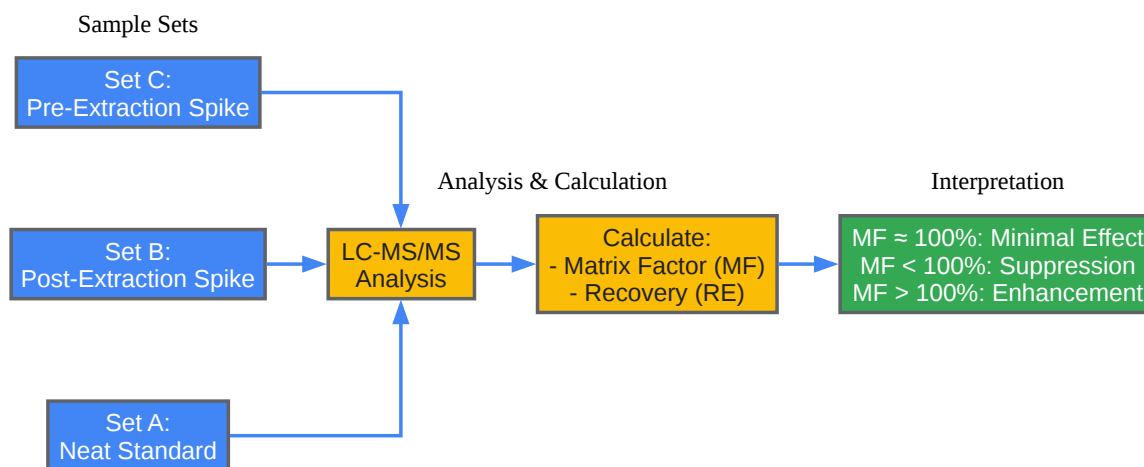 Sample Sets
Set C:
Pre-Extraction Spike
Analysis & Calculation
Interpretation
Set B:
Post-Extraction Spike
LC-MS/MS
Analysis
Calculate:
- Matrix Factor (MF)
- Recovery (RE)
MF ≈ 100%: Minimal Effect
MF < 100%: Suppression
MF > 100%: Enhancement
Set A:
Neat Standard